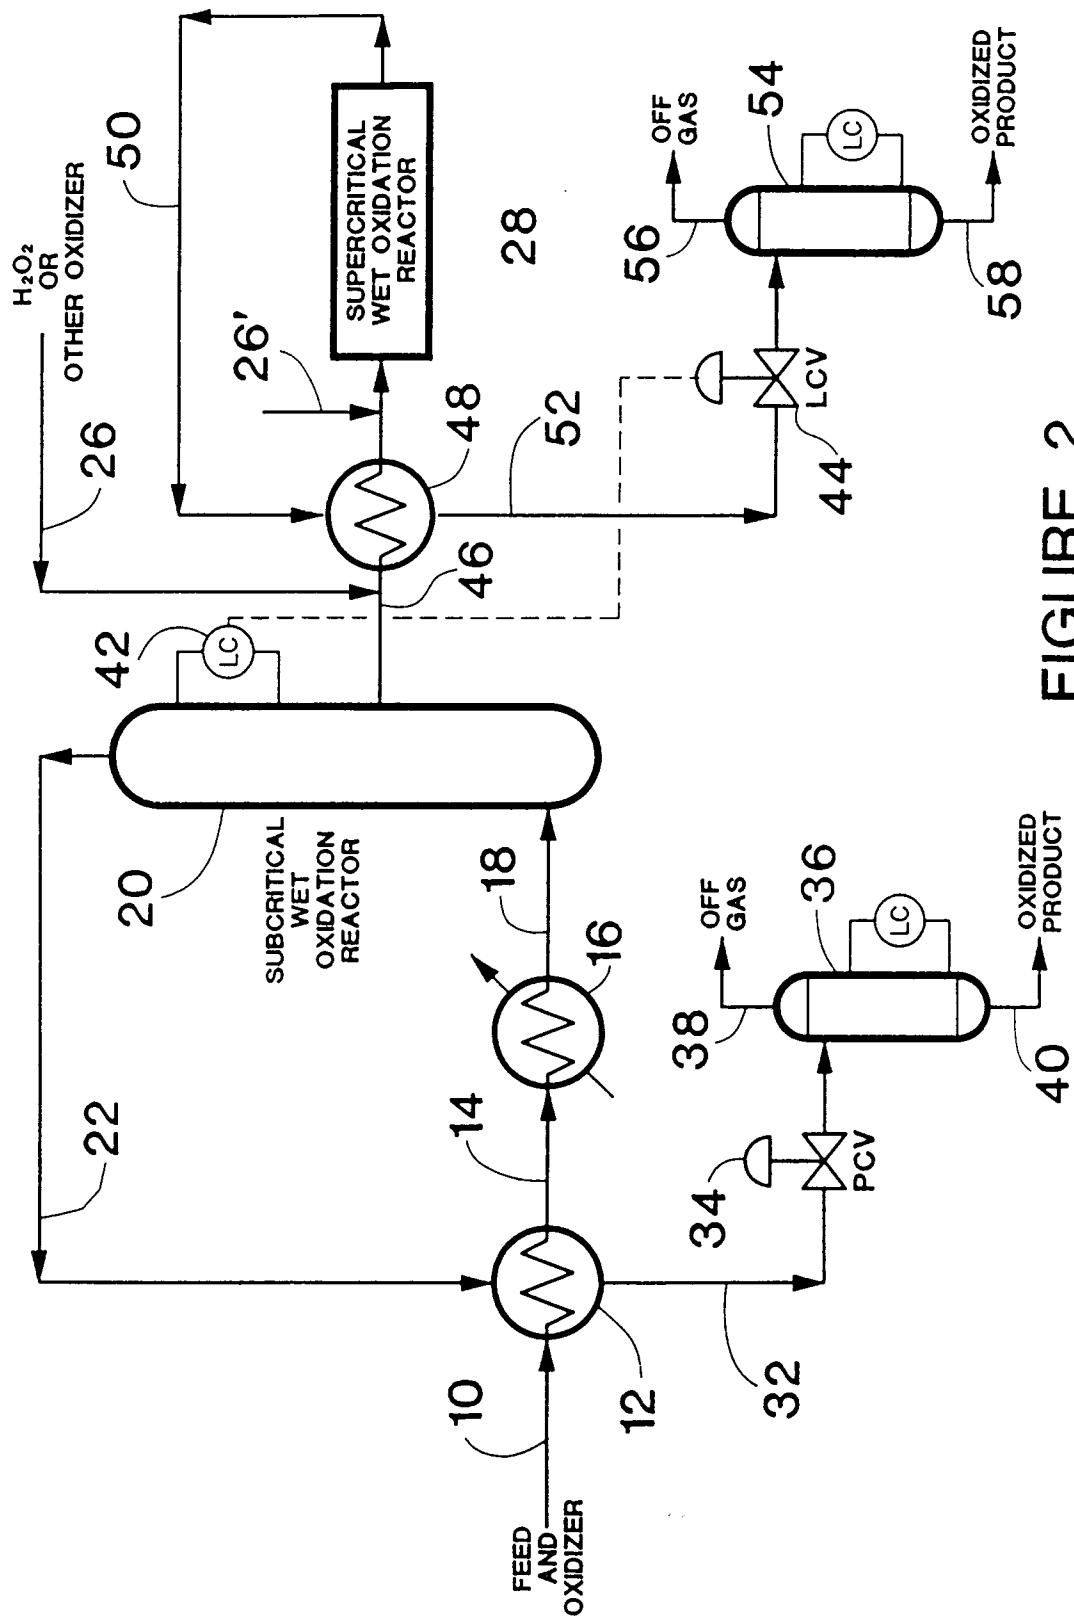 H₂O₂
OR
OTHER OXIDIZER
26
50
22
20
SUBCRITICAL
WET
OXIDATION
REACTOR
42
LC
46
48
26'
SUPERCRITICAL
WET OXIDATION
REACTOR
28
FEED
AND
OXIDIZER
10
12
14
16
18
32
34
PCV
36
38
OFF
GAS
LC
40
OXIDIZED
PRODUCT
52
44
LCV
54
56
OFF
GAS
LC
58
OXIDIZED
PRODUCT
FIGURE 2